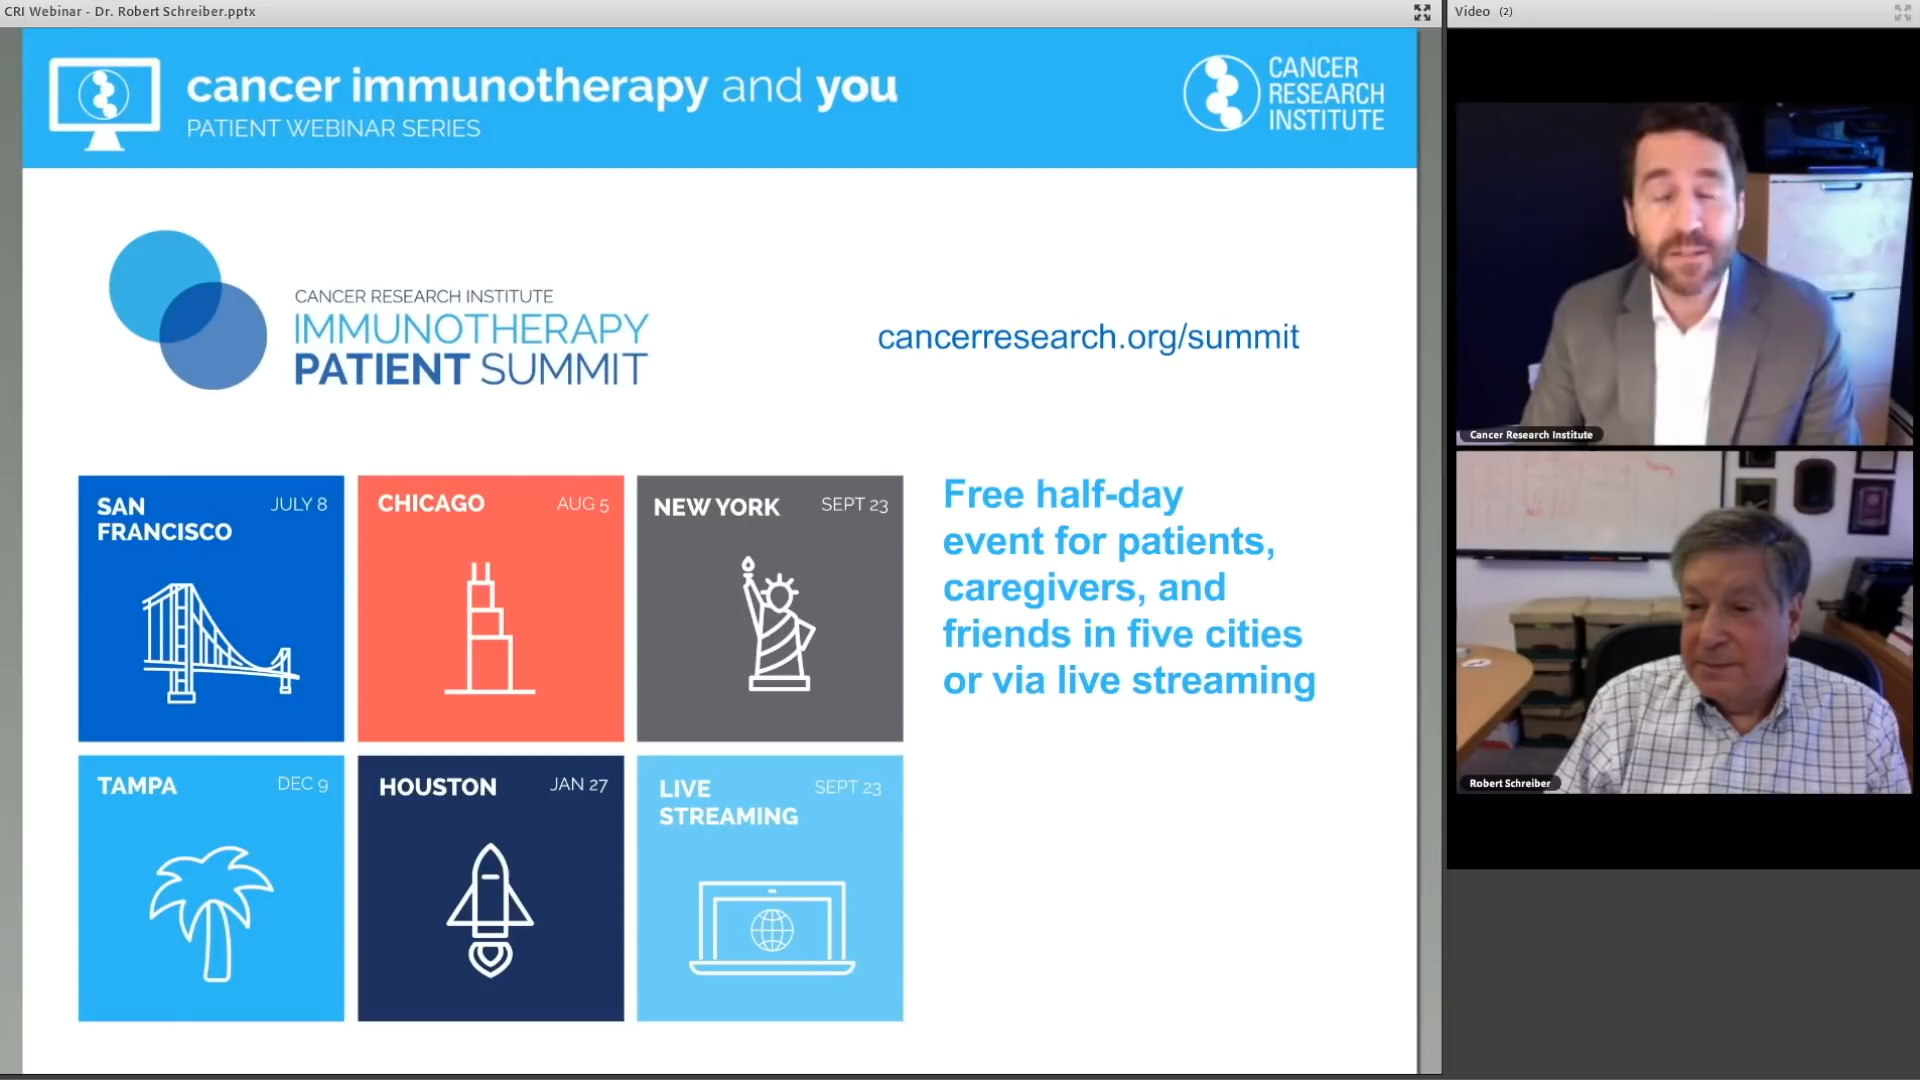 CRI Webinar - Dr. Robert Schreiber.pptx
Video (2)
cancer immunotherapy and you
PATIENT WEBINAR SERIES
CANCER
RESEARCH
INSTITUTE
CANCER RESEARCH INSTITUTE
IMMUNOTHERAPY
PATIENT SUMMIT
cancerresearch.org/summit
SAN
FRANCISCO
JULY 8
CHICAGO
AUG 5
NEW YORK
SEPT 23
TAMPA
DEC 9
HOUSTON
JAN 27
LIVE
STREAMING
SEPT 23
Free half-day
event for patients,
caregivers, and
friends in five cities
or via live streaming
Cancer Research Institute
Robert Schreiber